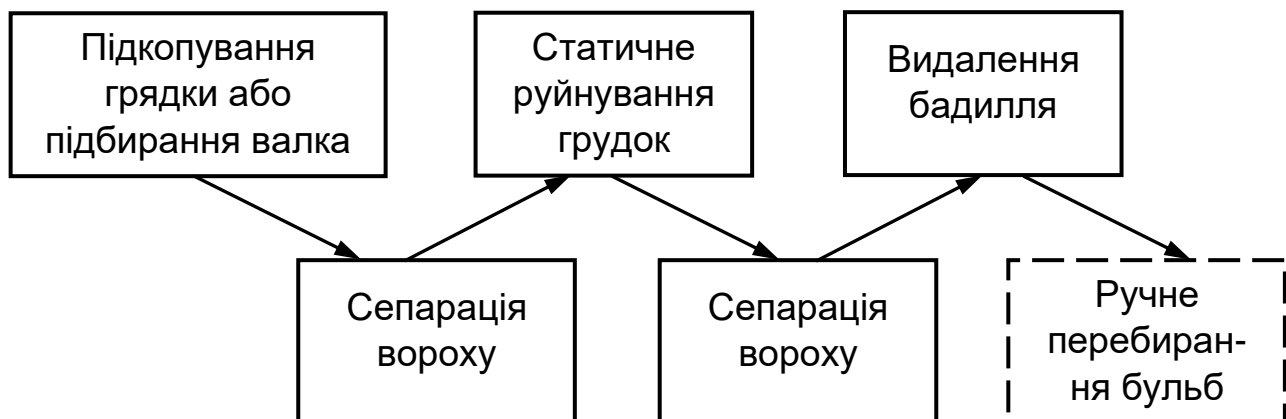 Підкопування
грядки або
підбирання валка
Статичне
руйнування
грудок
Видалення
бадилля
Сепарація
вороху
Сепарація
вороху
Ручне
перебиран-
ня бульб